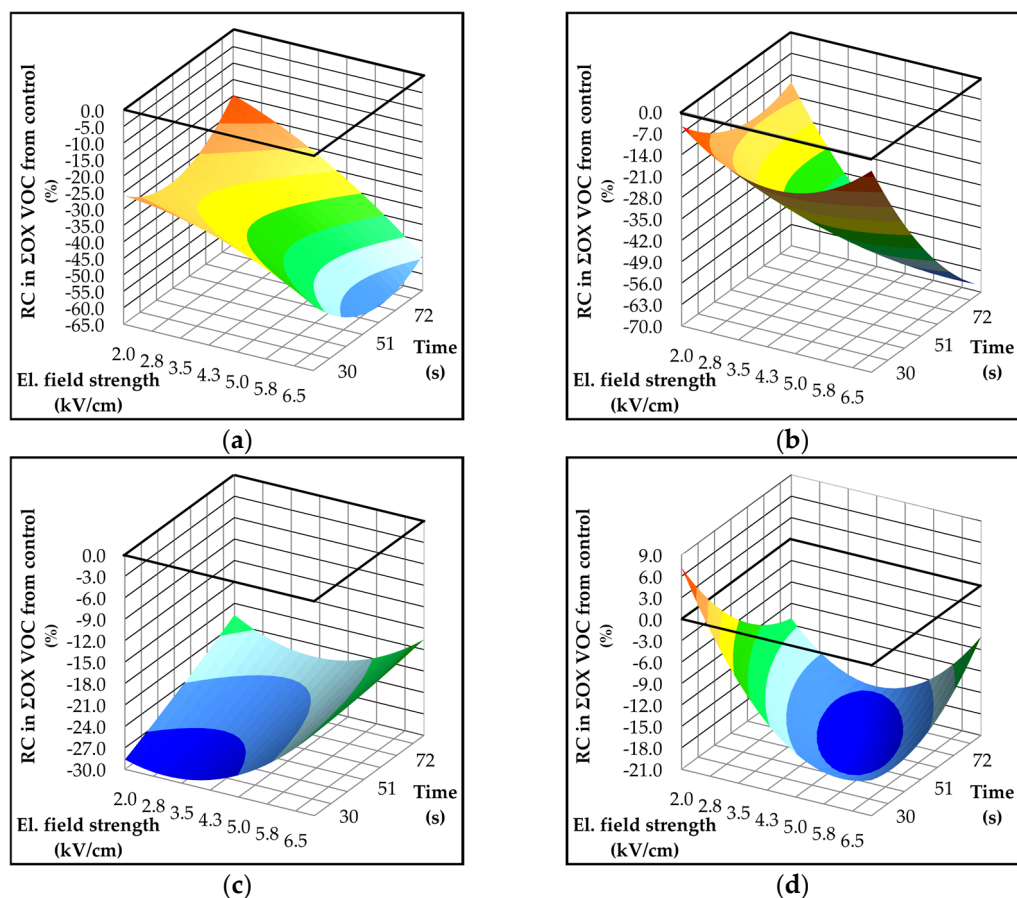 RC in ΣOX VOC from control
(%)
0.0
-5.0
-10.0
-15.0
-20.0
-25.0
-30.0
-35.0
-40.0
-45.0
-50.0
-55.0
-60.0
-65.0
2.0 2.8 3.5 4.3 5.0 5.8 6.5
El. field strength
(kV/cm)
30 51 72
Time
(s)
(a)
RC in ΣOX VOC from control
(%)
0.0
-7.0
-14.0
-21.0
-28.0
-35.0
-42.0
-49.0
-56.0
-63.0
-70.0
2.0 2.8 3.5 4.3 5.0 5.8 6.5
El. field strength
(kV/cm)
30 51 72
Time
(s)
(b)
RC in ΣOX VOC from control
(%)
0.0
-3.0
-6.0
-9.0
-12.0
-15.0
-18.0
-21.0
-24.0
-27.0
-30.0
2.0 2.8 3.5 4.3 5.0 5.8 6.5
El. field strength
(kV/cm)
30 51 72
Time
(s)
(c)
RC in ΣOX VOC from control
(%)
9.0
6.0
3.0
0.0
-3.0
-6.0
-9.0
-12.0
-15.0
-18.0
-21.0
2.0 2.8 3.5 4.3 5.0 5.8 6.5
El. field strength
(kV/cm)
30 51 72
Time
(s)
(d)